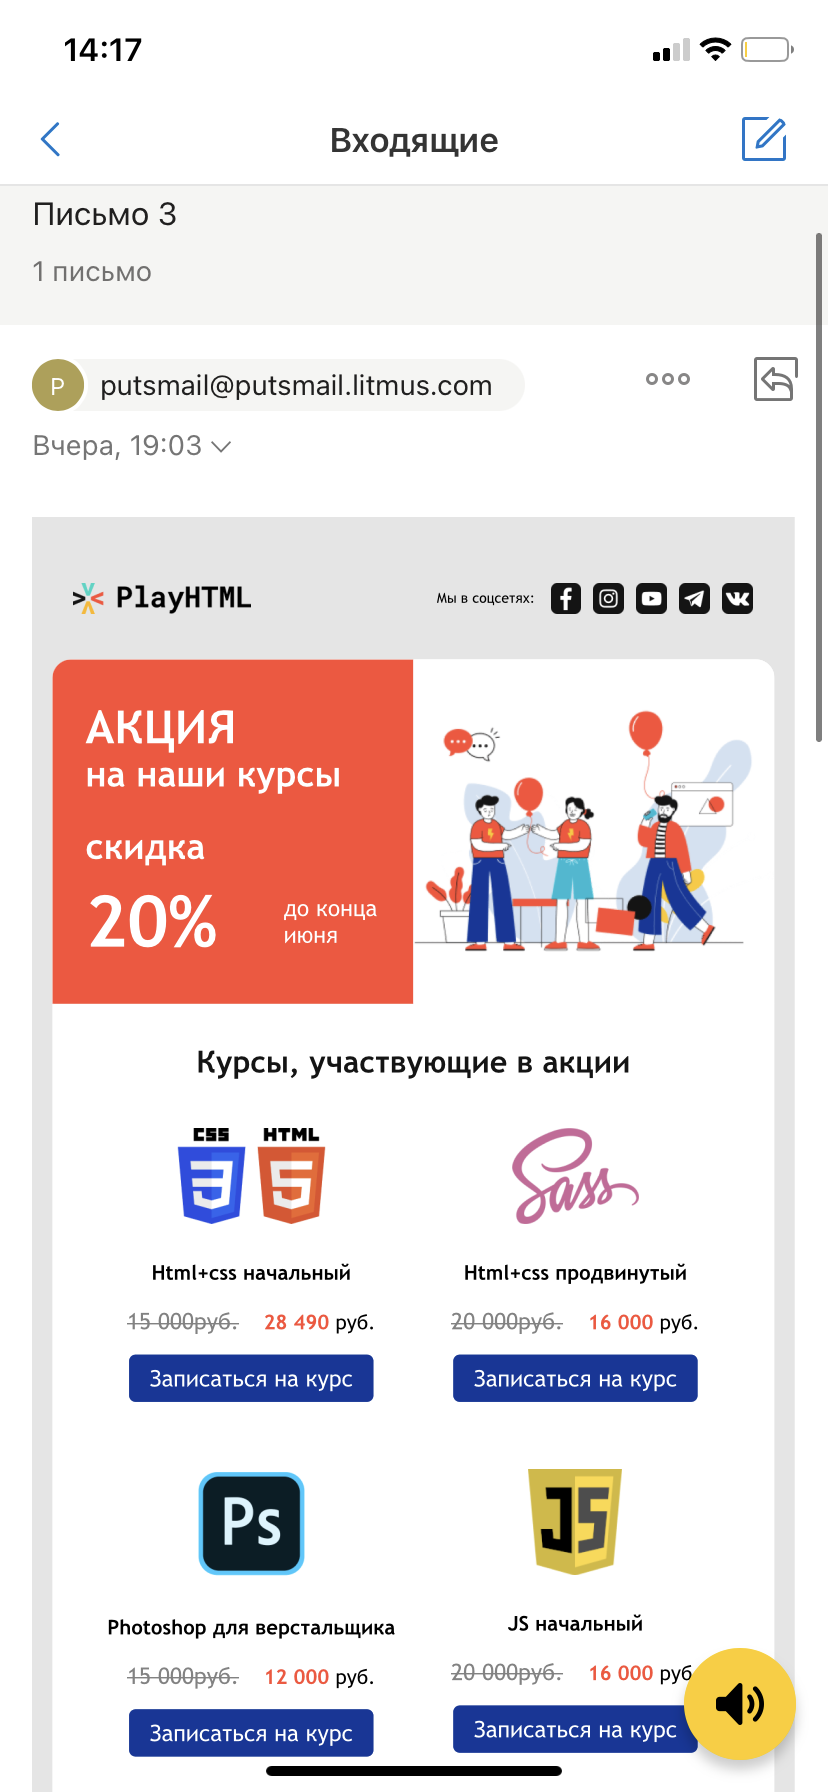 14:17
Входящие
Письмо 3
1 письмо
P
putsmail@putsmail.litmus.com
Вчера, 19:03
PlayHTML
Мы в соцсетях:
АКЦИЯ
на наши курсы
скидка
20%
до конца
июня
Курсы, участвующие в акции
CSS HTML
3 5
Sass
Html+css начальный
Html+css продвинутый
15 000руб. 28 490 руб.
20 000руб. 16 000 руб.
Записаться на курс
Записаться на курс
Ps
JS
Photoshop для верстальщика
JS начальный
15 000руб. 12 000 руб.
20 000руб. 16 000 руб
Записаться на курс
Записаться на курс